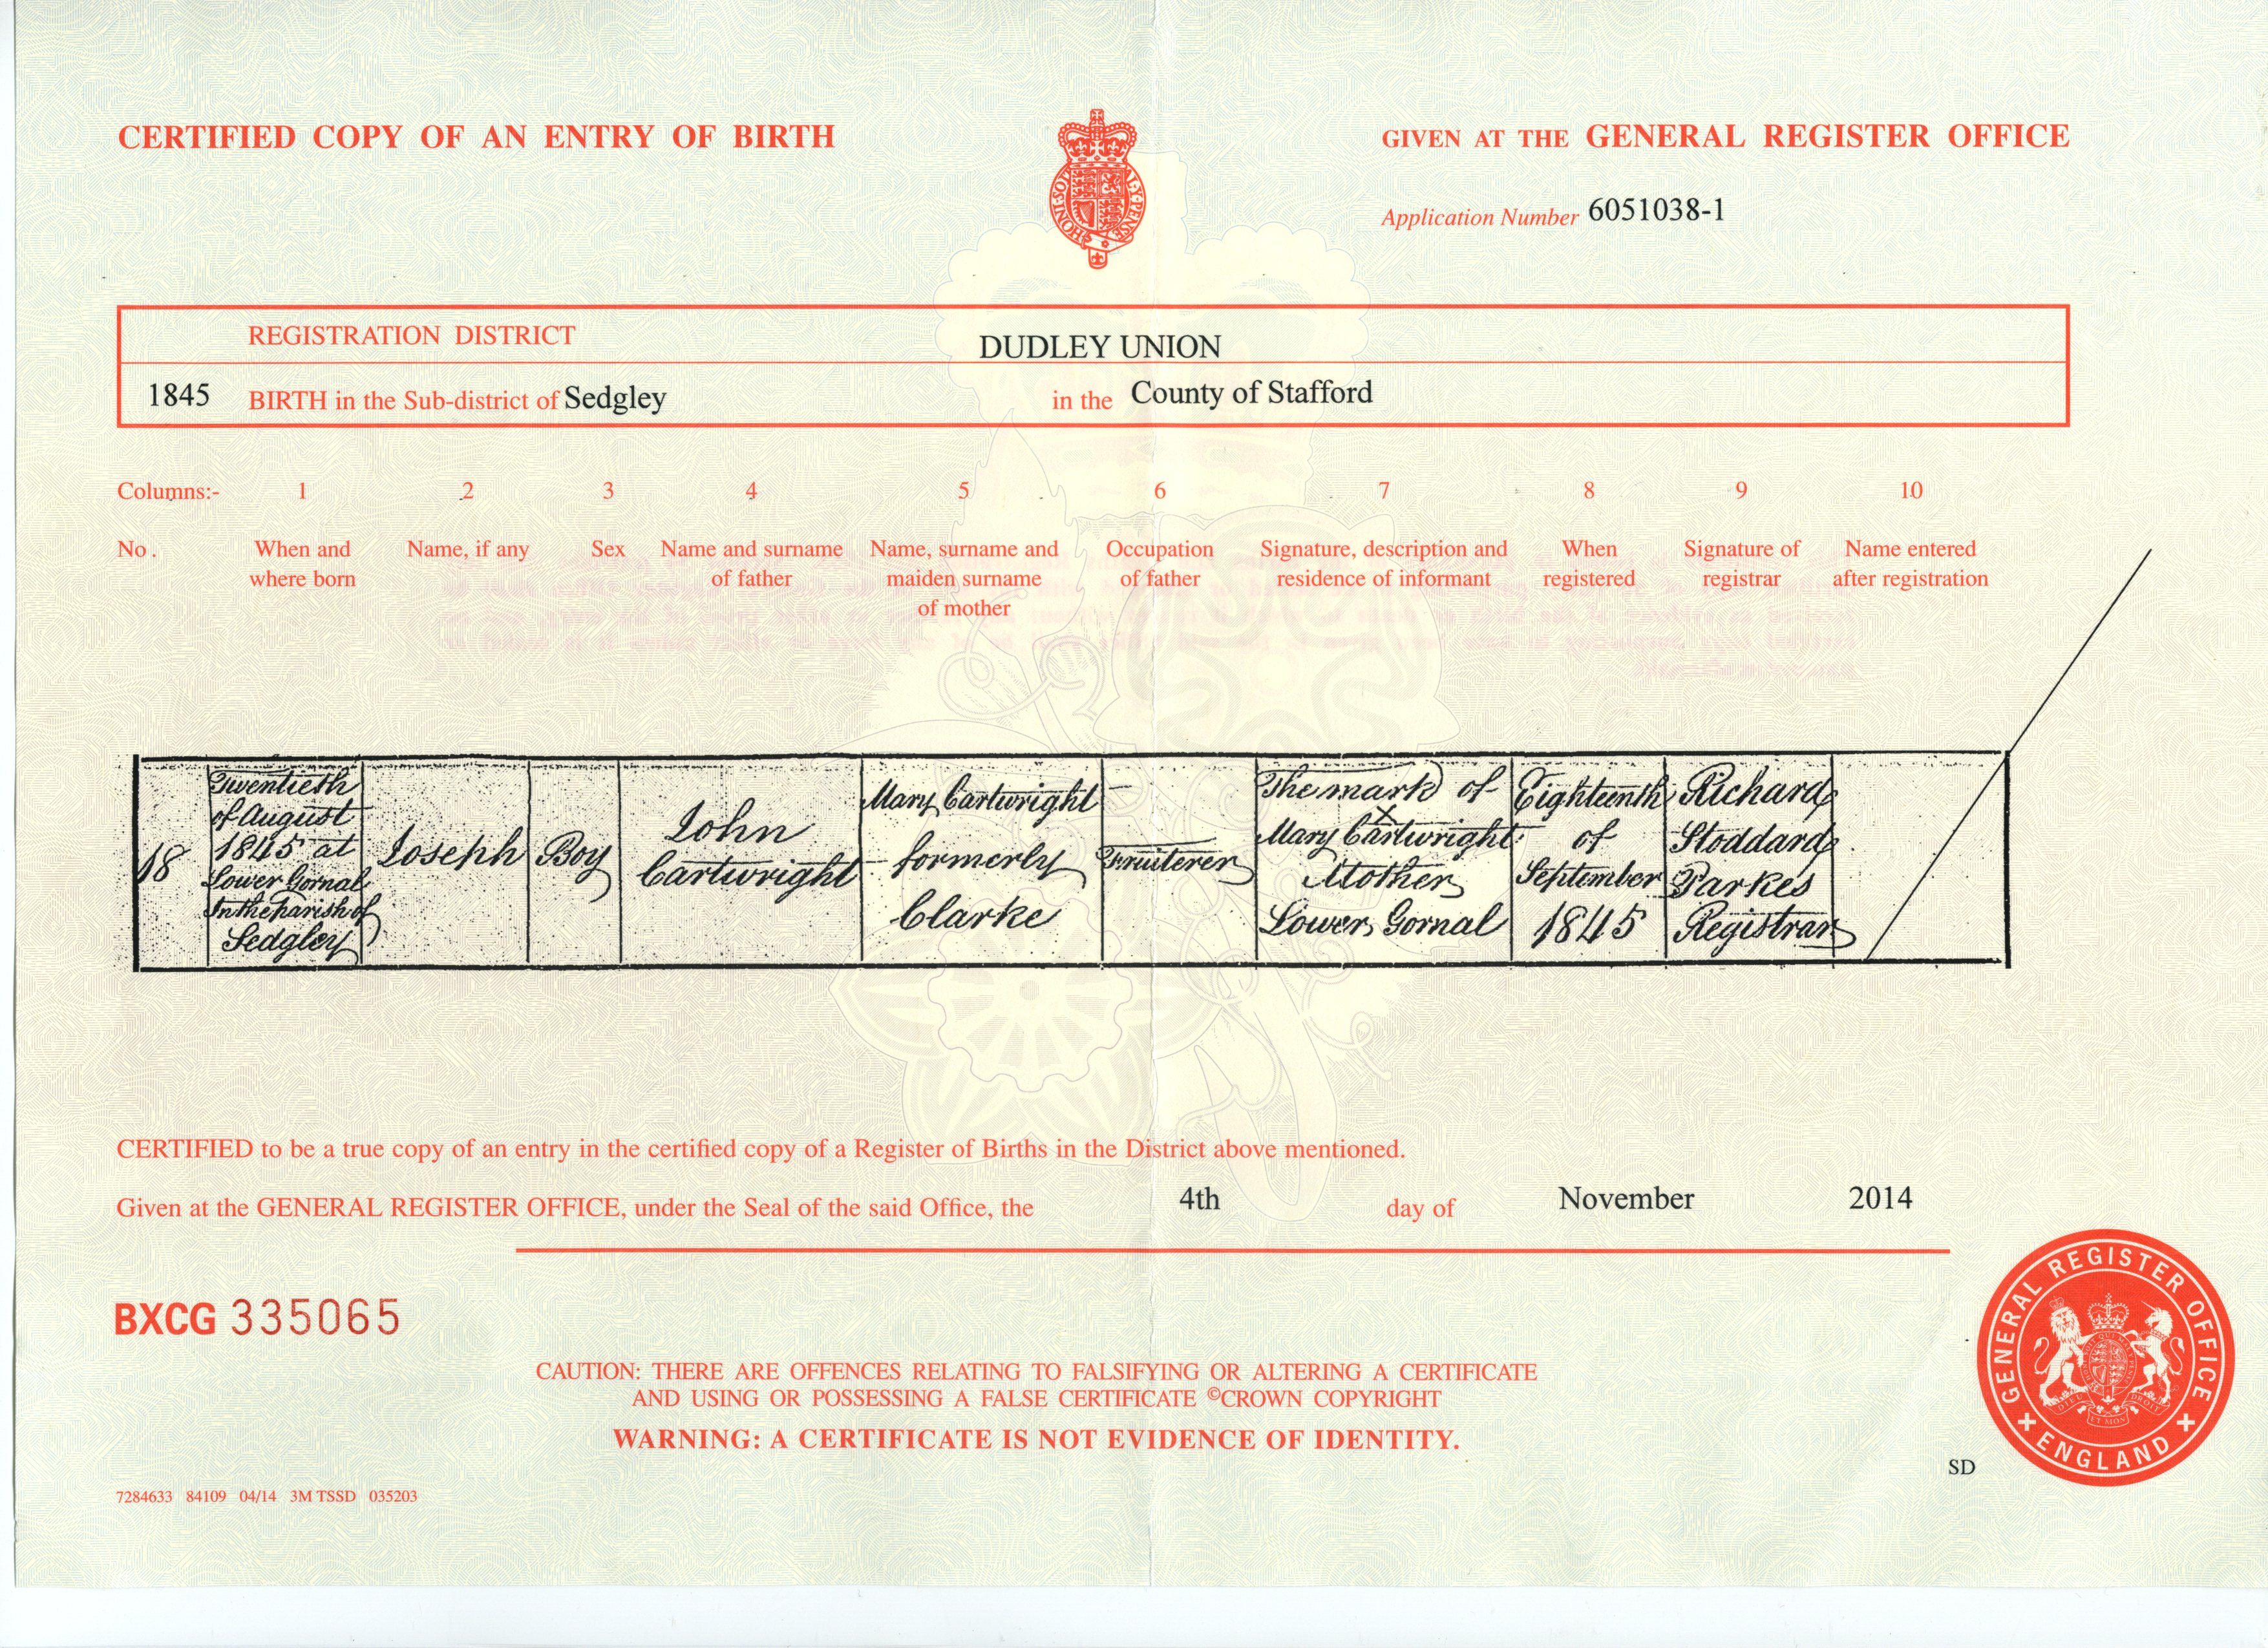 CERTIFIED COPY OF AN ENTRY OF BIRTH
GIVEN AT THE GENERAL REGISTER OFFICE
HONI SOIT QUI MAL Y PENSE
Application Number 6051038-1
REGISTRATION DISTRICT DUDLEY UNION
1845 BIRTH in the Sub-district of Sedgley in the County of Stafford
Columns:- 1 2 3 4 5 6 7 8 9 10
No. When and where born
Name, if any
Sex
Name and surname of father
Name, surname and maiden surname of mother
Occupation of father
Signature, description and residence of informant
When registered
Signature of registrar
Name entered after registration
18
Twentieth
of August
1845 at
Lower Gornal
In the parish of
Sedgley
Joseph
Boy
John
Cartwright
Mary Cartwright
formerly
Clarke
Fruiterer
The mark of
X
Mary Cartwright
Mother
Lower Gornal
Eighteenth
of
September
1845
Richard
Stoddard
Parkes
Registrar
CERTIFIED to be a true copy of an entry in the certified copy of a Register of Births in the District above mentioned.
Given at the GENERAL REGISTER OFFICE, under the Seal of the said Office, the 4th day of November 2014
BXCG 335065
CAUTION: THERE ARE OFFENCES RELATING TO FALSIFYING OR ALTERING A CERTIFICATE
AND USING OR POSSESSING A FALSE CERTIFICATE ©CROWN COPYRIGHT
WARNING: A CERTIFICATE IS NOT EVIDENCE OF IDENTITY.
GENERAL REGISTER OFFICE
ENGLAND
SD
7284633 84109 04/14 3M TSSD 035203